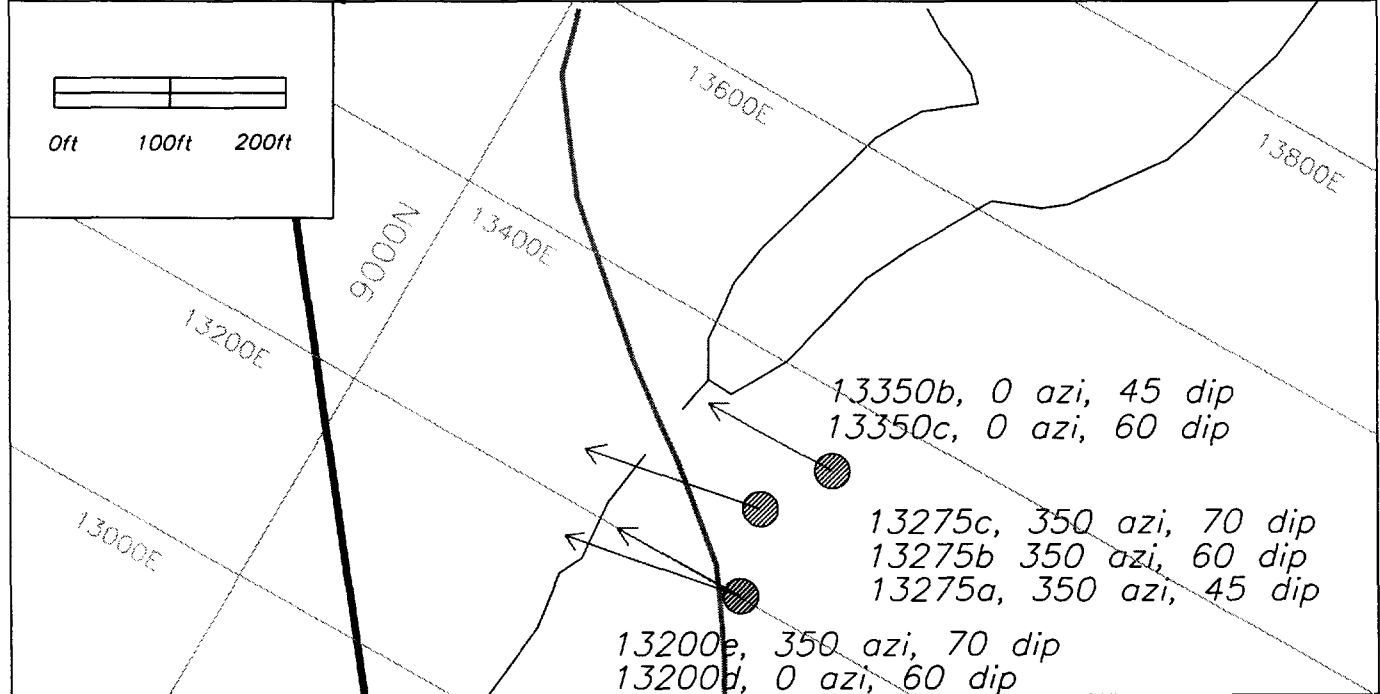 0ft 100ft 200ft
13600E
13800E
9000N
13400E
13200E
13000E
13350b, 0 azi, 45 dip
13350c, 0 azi, 60 dip
13275c, 350 azi, 70 dip
13275b 350 azi, 60 dip
13275a, 350 azi, 45 dip
13200e, 350 azi, 70 dip
13200d, 0 azi, 60 dip